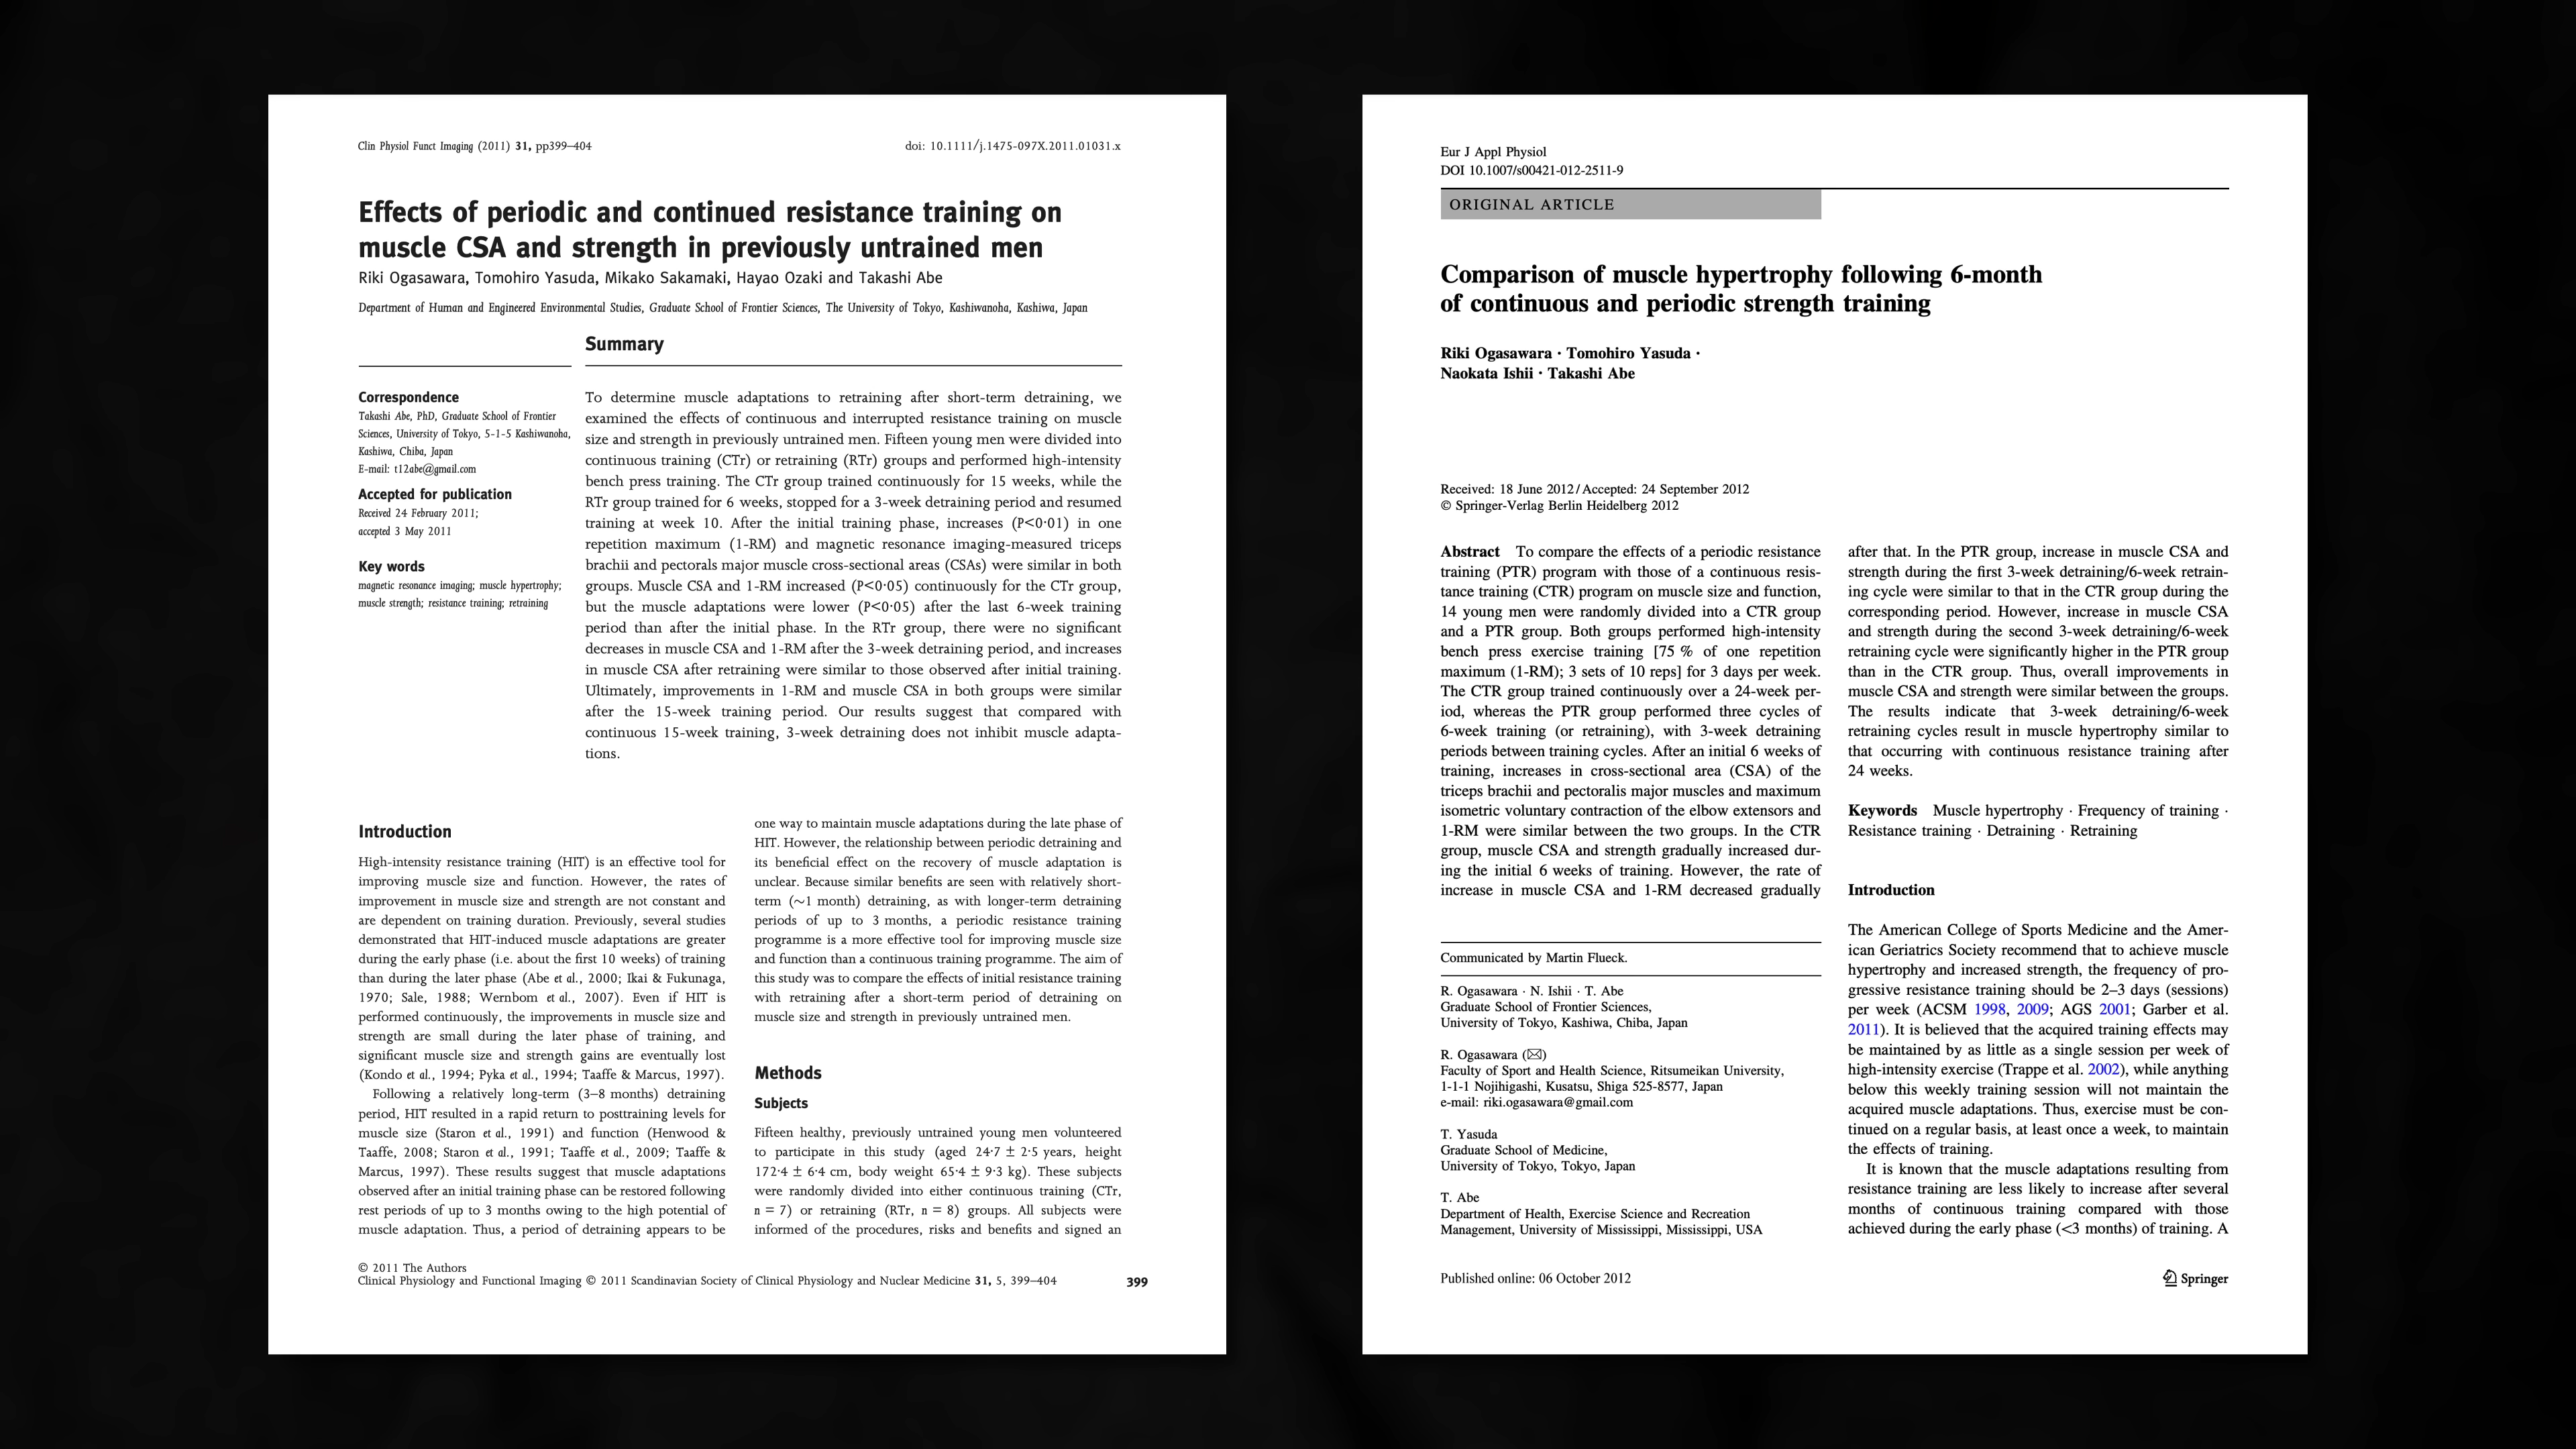 Clin Physiol Funct Imaging (2011) 31, pp399–404
doi: 10.1111/j.1475-097X.2011.01031.x
Effects of periodic and continued resistance training on
muscle CSA and strength in previously untrained men
Riki Ogasawara, Tomohiro Yasuda, Mikako Sakamaki, Hayao Ozaki and Takashi Abe
Department of Human and Engineered Environmental Studies, Graduate School of Frontier Sciences, The University of Tokyo, Kashiwanoha, Kashiwa, Japan
Correspondence
Takashi Abe, PhD, Graduate School of Frontier
Sciences, University of Tokyo, 5-1-5 Kashiwanoha,
Kashiwa, Chiba, Japan
E-mail: t12abe@gmail.com
Accepted for publication
Received 24 February 2011;
accepted 3 May 2011
Key words
magnetic resonance imaging; muscle hypertrophy;
muscle strength; resistance training; retraining
Summary
To determine muscle adaptations to retraining after short-term detraining, we
examined the effects of continuous and interrupted resistance training on muscle
size and strength in previously untrained men. Fifteen young men were divided into
continuous training (CTr) or retraining (RTr) groups and performed high-intensity
bench press training. The CTr group trained continuously for 15 weeks, while the
RTr group trained for 6 weeks, stopped for a 3-week detraining period and resumed
training at week 10. After the initial training phase, increases (P<0·01) in one
repetition maximum (1-RM) and magnetic resonance imaging-measured triceps
brachii and pectorals major muscle cross-sectional areas (CSAs) were similar in both
groups. Muscle CSA and 1-RM increased (P<0·05) continuously for the CTr group,
but the muscle adaptations were lower (P<0·05) after the last 6-week training
period than after the initial phase. In the RTr group, there were no significant
decreases in muscle CSA and 1-RM after the 3-week detraining period, and increases
in muscle CSA after retraining were similar to those observed after initial training.
Ultimately, improvements in 1-RM and muscle CSA in both groups were similar
after the 15-week training period. Our results suggest that compared with
continuous 15-week training, 3-week detraining does not inhibit muscle adapta-
tions.
Introduction
High-intensity resistance training (HIT) is an effective tool for
improving muscle size and function. However, the rates of
improvement in muscle size and strength are not constant and
are dependent on training duration. Previously, several studies
demonstrated that HIT-induced muscle adaptations are greater
during the early phase (i.e. about the first 10 weeks) of training
than during the later phase (Abe et al., 2000; Ikai & Fukunaga,
1970; Sale, 1988; Wernbom et al., 2007). Even if HIT is
performed continuously, the improvements in muscle size and
strength are small during the later phase of training, and
significant muscle size and strength gains are eventually lost
(Kondo et al., 1994; Pyka et al., 1994; Taaffe & Marcus, 1997).
Following a relatively long-term (3–8 months) detraining
period, HIT resulted in a rapid return to posttraining levels for
muscle size (Staron et al., 1991) and function (Henwood &
Taaffe, 2008; Staron et al., 1991; Taaffe et al., 2009; Taaffe &
Marcus, 1997). These results suggest that muscle adaptations
observed after an initial training phase can be restored following
rest periods of up to 3 months owing to the high potential of
muscle adaptation. Thus, a period of detraining appears to be
one way to maintain muscle adaptations during the late phase of
HIT. However, the relationship between periodic detraining and
its beneficial effect on the recovery of muscle adaptation is
unclear. Because similar benefits are seen with relatively short-
term (~1 month) detraining, as with longer-term detraining
periods of up to 3 months, a periodic resistance training
programme is a more effective tool for improving muscle size
and function than a continuous training programme. The aim of
this study was to compare the effects of initial resistance training
with retraining after a short-term period of detraining on
muscle size and strength in previously untrained men.
Methods
Subjects
Fifteen healthy, previously untrained young men volunteered
to participate in this study (aged 24·7 ± 2·5 years, height
172·4 ± 6·4 cm, body weight 65·4 ± 9·3 kg). These subjects
were randomly divided into either continuous training (CTr,
n = 7) or retraining (RTr, n = 8) groups. All subjects were
informed of the procedures, risks and benefits and signed an
© 2011 The Authors
Clinical Physiology and Functional Imaging © 2011 Scandinavian Society of Clinical Physiology and Nuclear Medicine 31, 5, 399–404
399
Eur J Appl Physiol
DOI 10.1007/s00421-012-2511-9
ORIGINAL ARTICLE
Comparison of muscle hypertrophy following 6-month
of continuous and periodic strength training
Riki Ogasawara · Tomohiro Yasuda ·
Naokata Ishii · Takashi Abe
Received: 18 June 2012 / Accepted: 24 September 2012
© Springer-Verlag Berlin Heidelberg 2012
Abstract To compare the effects of a periodic resistance
training (PTR) program with those of a continuous resis-
tance training (CTR) program on muscle size and function,
14 young men were randomly divided into a CTR group
and a PTR group. Both groups performed high-intensity
bench press exercise training [75 % of one repetition
maximum (1-RM); 3 sets of 10 reps] for 3 days per week.
The CTR group trained continuously over a 24-week per-
iod, whereas the PTR group performed three cycles of
6-week training (or retraining), with 3-week detraining
periods between training cycles. After an initial 6 weeks of
training, increases in cross-sectional area (CSA) of the
triceps brachii and pectoralis major muscles and maximum
isometric voluntary contraction of the elbow extensors and
1-RM were similar between the two groups. In the CTR
group, muscle CSA and strength gradually increased dur-
ing the initial 6 weeks of training. However, the rate of
increase in muscle CSA and 1-RM decreased gradually
after that. In the PTR group, increase in muscle CSA and
strength during the first 3-week detraining/6-week retrain-
ing cycle were similar to that in the CTR group during the
corresponding period. However, increase in muscle CSA
and strength during the second 3-week detraining/6-week
retraining cycle were significantly higher in the PTR group
than in the CTR group. Thus, overall improvements in
muscle CSA and strength were similar between the groups.
The results indicate that 3-week detraining/6-week
retraining cycles result in muscle hypertrophy similar to
that occurring with continuous resistance training after
24 weeks.
Keywords Muscle hypertrophy · Frequency of training ·
Resistance training · Detraining · Retraining
Communicated by Martin Flueck.
R. Ogasawara · N. Ishii · T. Abe
Graduate School of Frontier Sciences,
University of Tokyo, Kashiwa, Chiba, Japan
R. Ogasawara (✉)
Faculty of Sport and Health Science, Ritsumeikan University,
1-1-1 Nojihigashi, Kusatsu, Shiga 525-8577, Japan
e-mail: riki.ogasawara@gmail.com
T. Yasuda
Graduate School of Medicine,
University of Tokyo, Tokyo, Japan
T. Abe
Department of Health, Exercise Science and Recreation
Management, University of Mississippi, Mississippi, USA
Introduction
The American College of Sports Medicine and the Amer-
ican Geriatrics Society recommend that to achieve muscle
hypertrophy and increased strength, the frequency of pro-
gressive resistance training should be 2–3 days (sessions)
per week (ACSM 1998, 2009; AGS 2001; Garber et al.
2011). It is believed that the acquired training effects may
be maintained by as little as a single session per week of
high-intensity exercise (Trappe et al. 2002), while anything
below this weekly training session will not maintain the
acquired muscle adaptations. Thus, exercise must be con-
tinued on a regular basis, at least once a week, to maintain
the effects of training.
It is known that the muscle adaptations resulting from
resistance training are less likely to increase after several
months of continuous training compared with those
achieved during the early phase (<3 months) of training. A
Published online: 06 October 2012
Springer